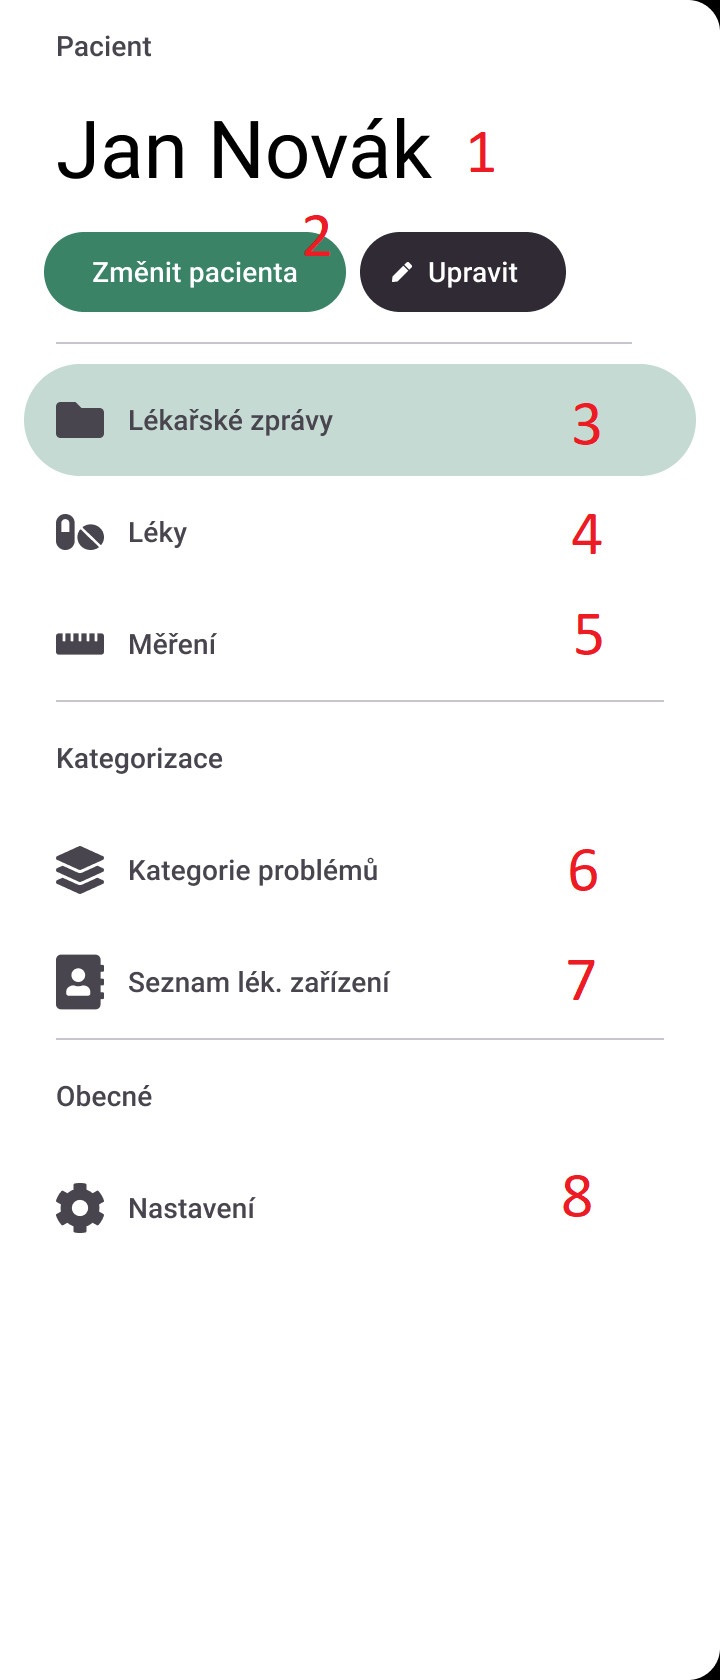 Pacient
Jan Novák 1
2
Změnit pacienta Upravit
Lékařské zprávy 3
Léky 4
Měření 5
Kategorizace
Kategorie problémů 6
Seznam lék. zařízení 7
Obecné
Nastavení 8